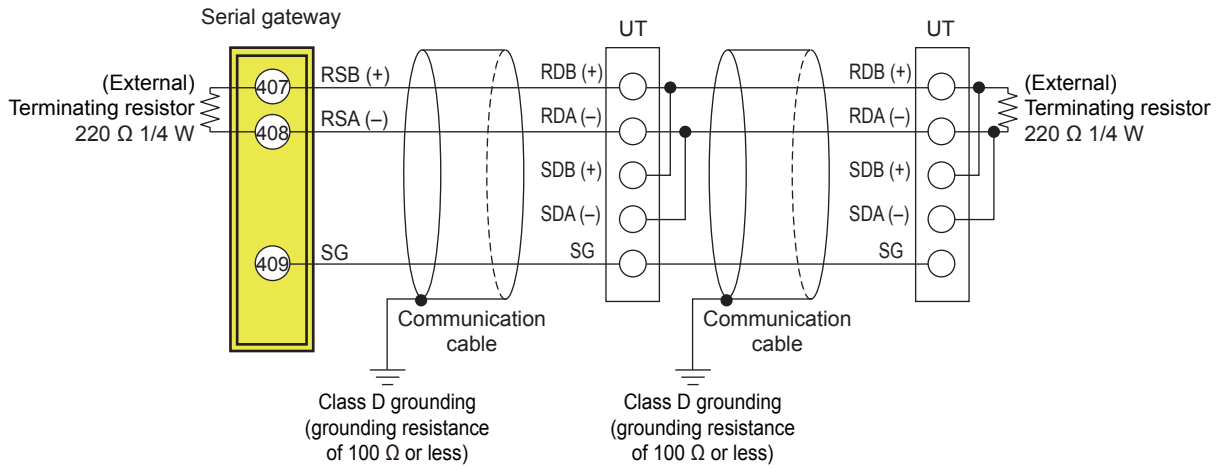 Serial gateway
UT
UT
(External)
Terminating resistor
220 Ω 1/4 W
407
RSB (+)
408
RSA (–)
409
SG
RDB (+)
RDA (–)
SDB (+)
SDA (–)
SG
RDB (+)
RDA (–)
SDB (+)
SDA (–)
SG
(External)
Terminating resistor
220 Ω 1/4 W
Communication
cable
Communication
cable
Class D grounding
(grounding resistance
of 100 Ω or less)
Class D grounding
(grounding resistance
of 100 Ω or less)